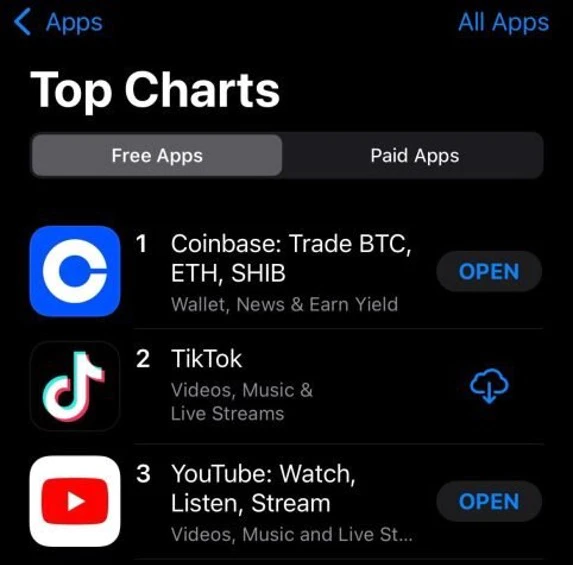 Apps
All Apps
Top Charts
Free Apps
Paid Apps
1
Coinbase: Trade BTC,
ETH, SHIB
Wallet, News & Earn Yield
OPEN
2
TikTok
Videos, Music &
Live Streams
3
YouTube: Watch,
Listen, Stream
Videos, Music and Live St...
OPEN